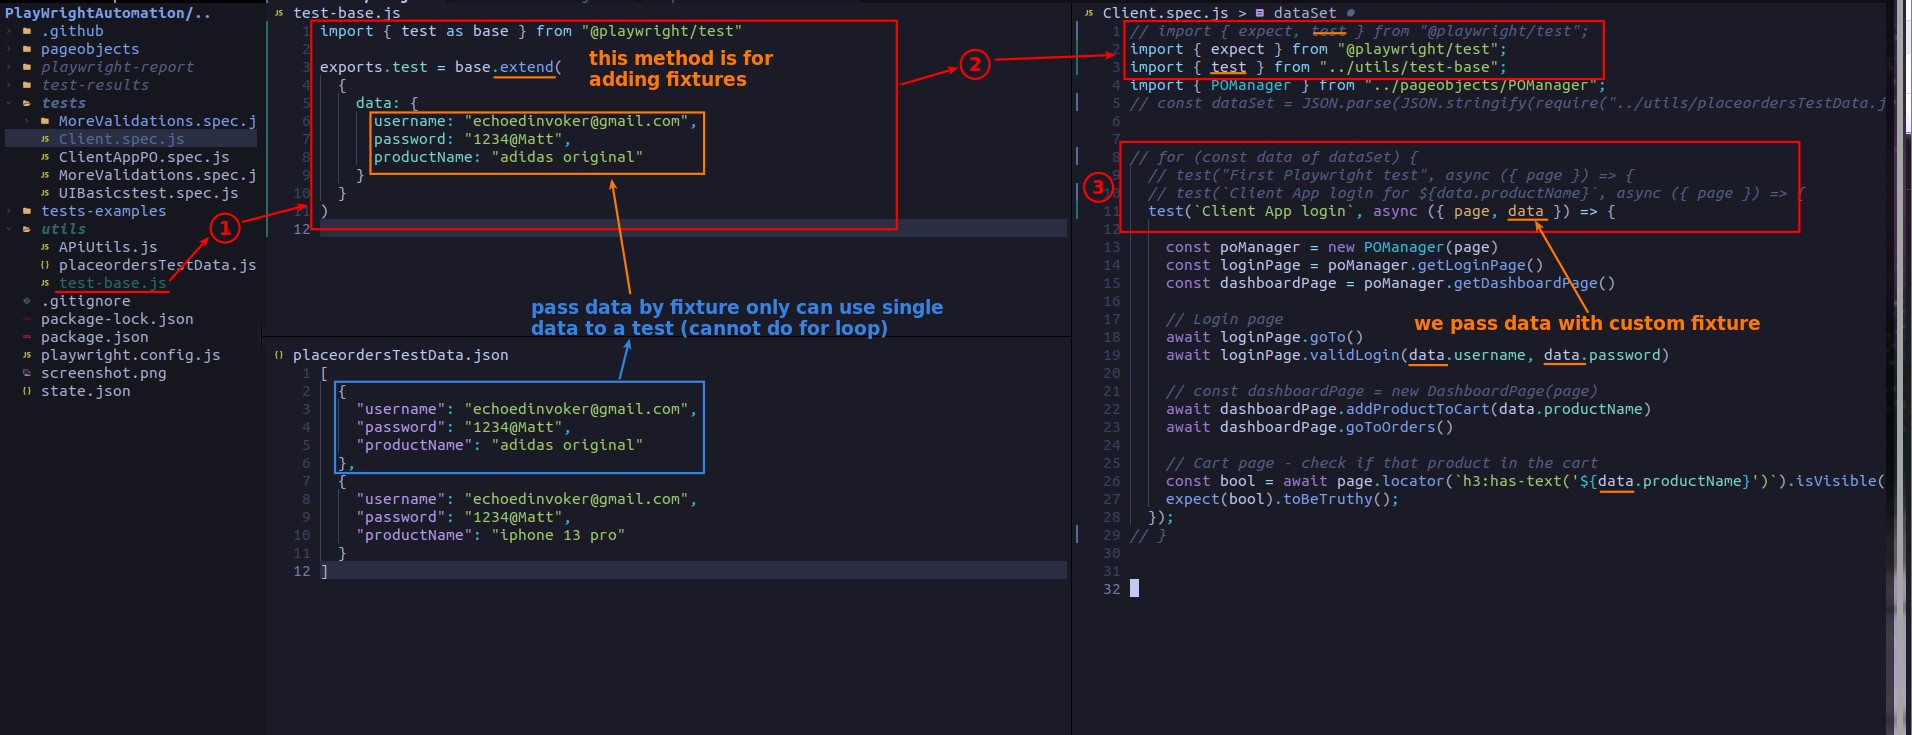 PlayWrightAutomation/..
.github
pageobjects
playwright-report
test-results
tests
MoreValidations.spec.j
Client.spec.js
ClientAppPO.spec.js
MoreValidations.spec.j
UIBasicstest.spec.js
tests-examples
utils
APiUtils.js
placeordersTestData.js
test-base.js
.gitignore
package-lock.json
package.json
playwright.config.js
screenshot.png
state.json
1
JS test-base.js
1 import { test as base } from "@playwright/test"
2
3 exports.test = base.extend(
4 {
5 data: {
6 username: "echoedinvoker@gmail.com",
7 password: "1234@Matt",
8 productName: "adidas original"
9 }
10 }
11 )
12
this method is for
adding fixtures
2
pass data by fixture only can use single
data to a test (cannot do for loop)
{} placeordersTestData.json
1 [
2 {
3 "username": "echoedinvoker@gmail.com",
4 "password": "1234@Matt",
5 "productName": "adidas original"
6 },
7 {
8 "username": "echoedinvoker@gmail.com",
9 "password": "1234@Matt",
10 "productName": "iphone 13 pro"
11 }
12 ]
JS Client.spec.js > dataSet
1 // import { expect, test } from "@playwright/test";
2 import { expect } from "@playwright/test";
3 import { test } from "../utils/test-base";
4 import { POManager } from "../pageobjects/POManager";
5 // const dataSet = JSON.parse(JSON.stringify(require("../utils/placeordersTestData.j
6
7
8 // for (const data of dataSet) {
9 // test("First Playwright test", async ({ page }) => {
3
10 // test(`Client App login for ${data.productName}`, async ({ page }) => {
11 test(`Client App login`, async ({ page, data }) => {
12
13 const poManager = new POManager(page)
14 const loginPage = poManager.getLoginPage()
15 const dashboardPage = poManager.getDashboardPage()
16
17 // Login page
we pass data with custom fixture
18 await loginPage.goTo()
19 await loginPage.validLogin(data.username, data.password)
20
21 // const dashboardPage = new DashboardPage(page)
22 await dashboardPage.addProductToCart(data.productName)
23 await dashboardPage.goToOrders()
24
25 // Cart page - check if that product in the cart
26 const bool = await page.locator(`h3:has-text('${data.productName}')`).isVisible(
27 expect(bool).toBeTruthy();
28 });
29 // }
30
31
32